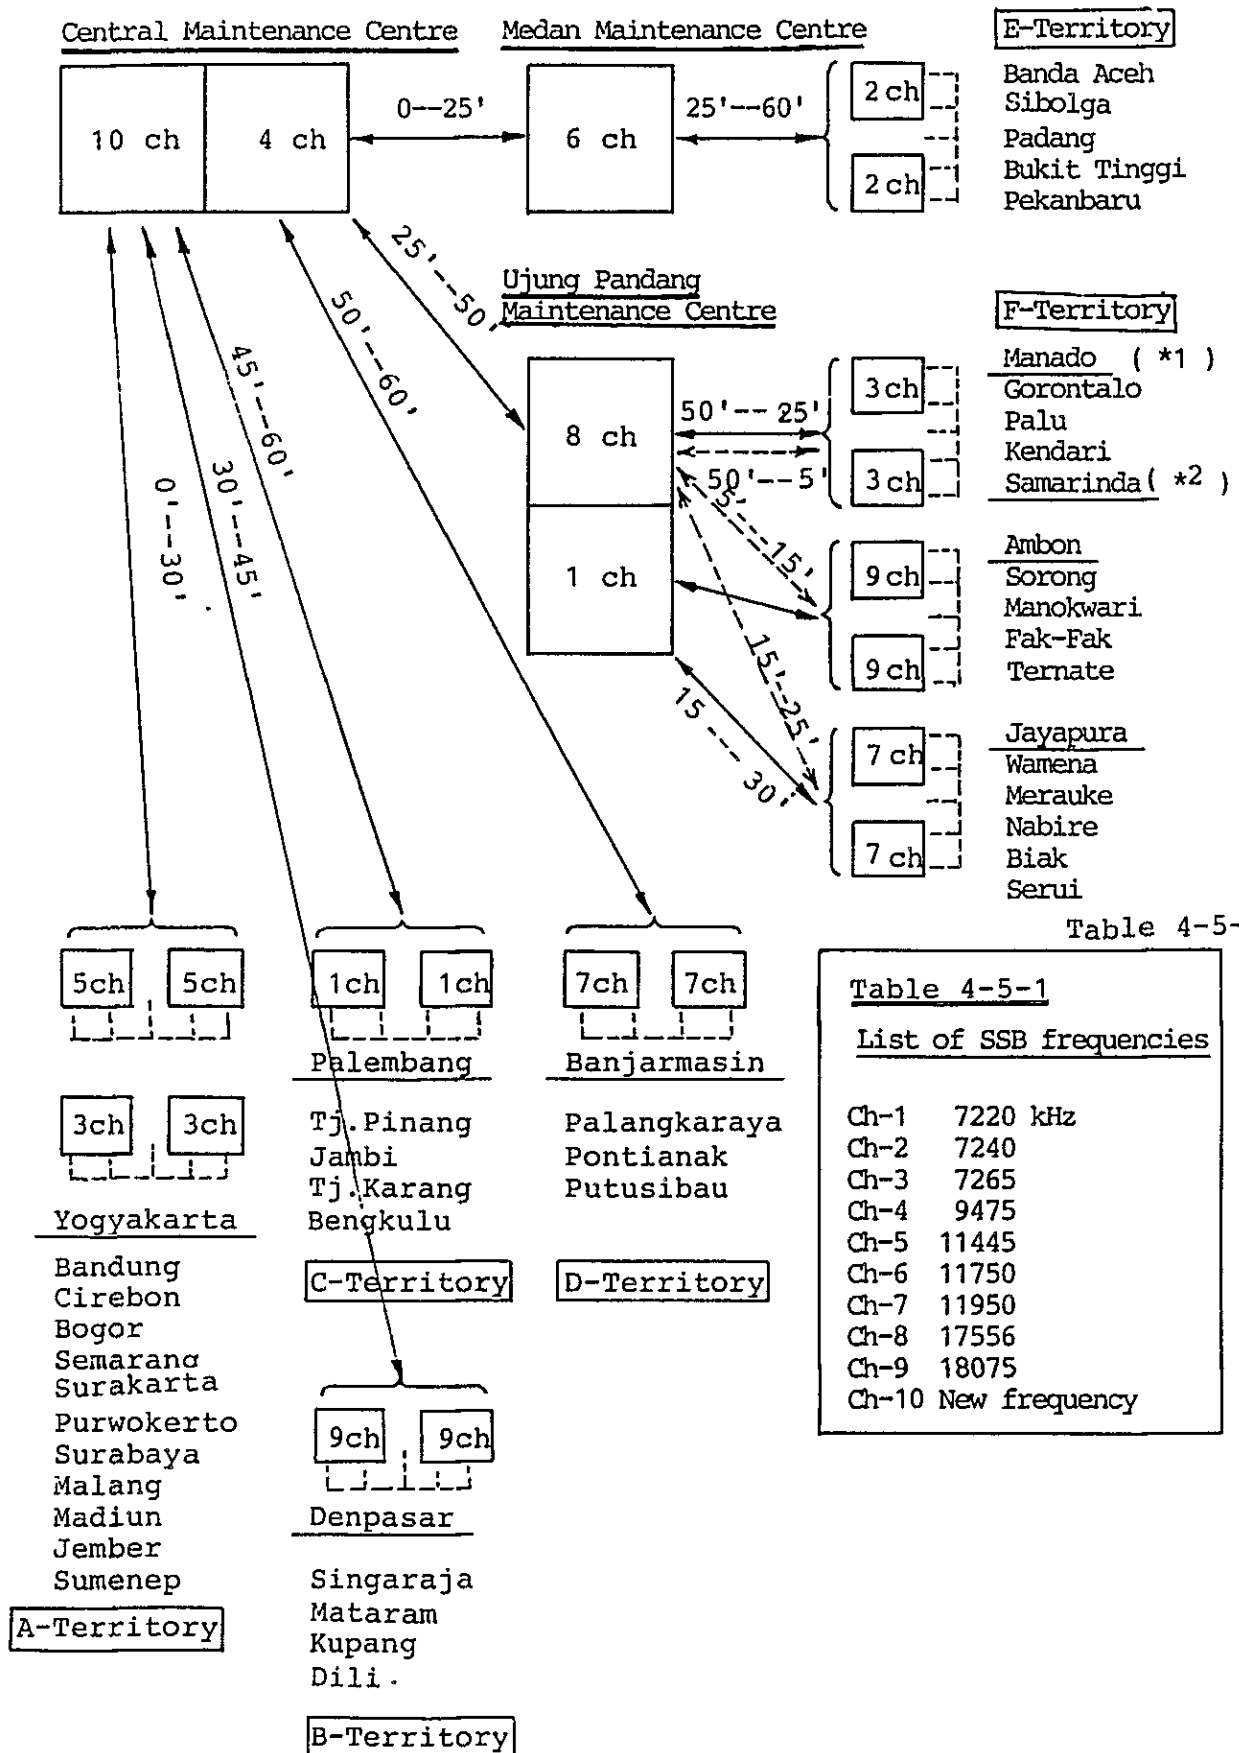 Central Maintenance Centre
Medan Maintenance Centre
E-Territory
10 ch
4 ch
0--25'
6 ch
25'--60'
2 ch
2 ch
Banda Aceh
Sibolga
Padang
Bukit Tinggi
Pekanbaru
25'--50'
50'--60'
45'--60'
30'--45'
0'--30'
Ujung Pandang
Maintenance Centre
F-Territory
8 ch
1 ch
50'--25'
50'--5'
5'----15'
15'--25'
15----30'
3 ch
3 ch
Manado ( *1 )
Gorontalo
Palu
Kendari
Samarinda ( *2 )
9 ch
9 ch
Ambon
Sorong
Manokwari
Fak-Fak
Ternate
7 ch
7 ch
Jayapura
Wamena
Merauke
Nabire
Biak
Serui
5ch 5ch
3ch 3ch
Yogyakarta
Bandung
Cirebon
Bogor
Semarang
Surakarta
Purwokerto
Surabaya
Malang
Madiun
Jember
Sumenep
A-Territory
1ch 1ch
Palembang
Tj.Pinang
Jambi
Tj.Karang
Bengkulu
C-Territory
9ch 9ch
Denpasar
Singaraja
Mataram
Kupang
Dili.
B-Territory
7ch 7ch
Banjarmasin
Palangkaraya
Pontianak
Putusibau
D-Territory
Table 4-5-
Table 4-5-1
List of SSB frequencies
Ch-1 7220 kHz
Ch-2 7240
Ch-3 7265
Ch-4 9475
Ch-5 11445
Ch-6 11750
Ch-7 11950
Ch-8 17556
Ch-9 18075
Ch-10 New frequency